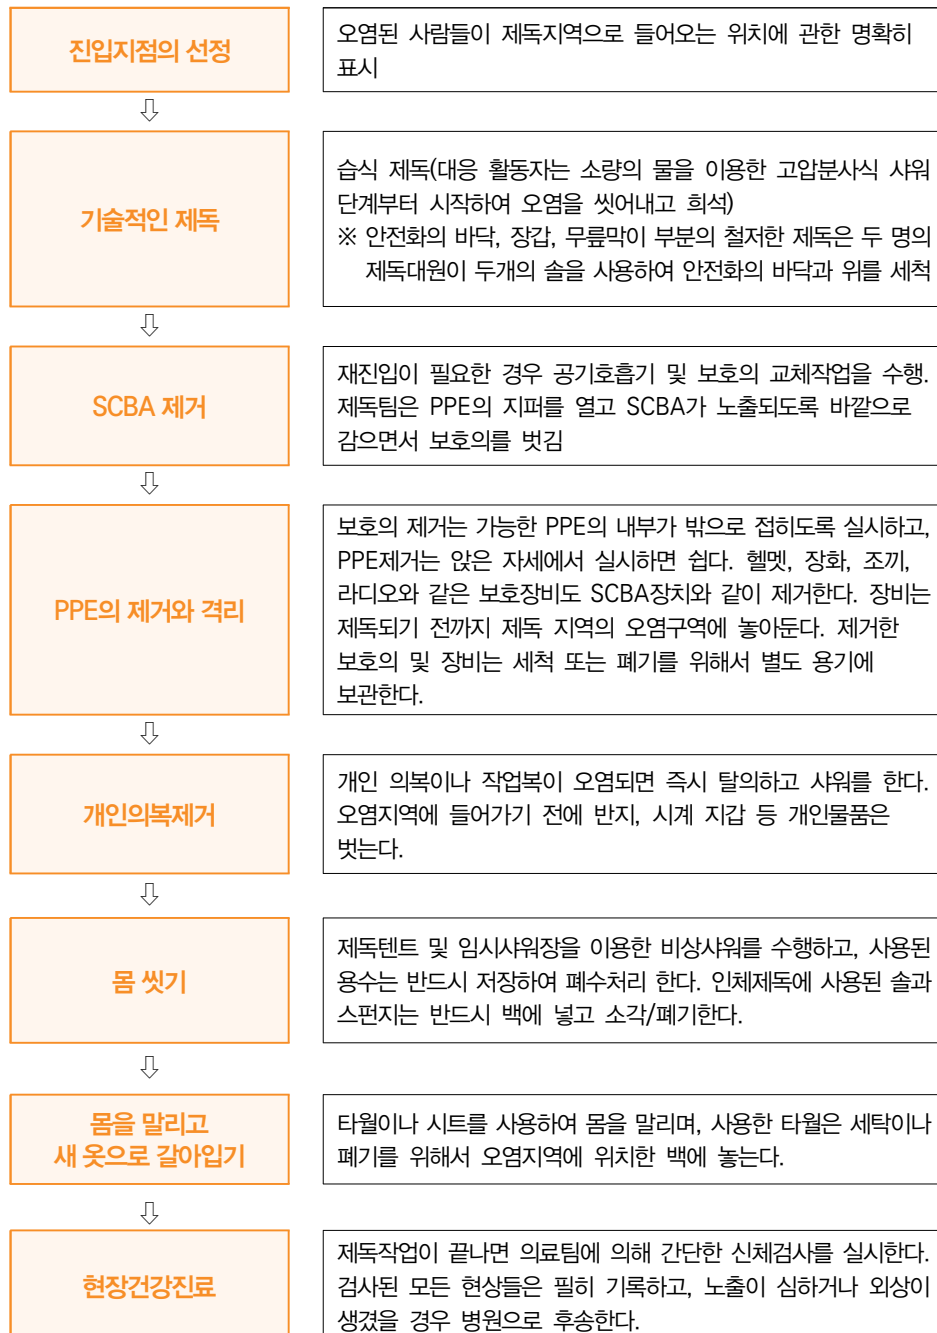 진입지점의 선정
오염된 사람들이 제독지역으로 들어오는 위치에 관한 명확히
표시
기술적인 제독
습식 제독(대응 활동자는 소량의 물을 이용한 고압분사식 샤워
단계부터 시작하여 오염을 씻어내고 희석)
※ 안전화의 바닥, 장갑, 무릎막이 부분의 철저한 제독은 두 명의
제독대원이 두개의 솔을 사용하여 안전화의 바닥과 위를 세척
SCBA 제거
재진입이 필요한 경우 공기호흡기 및 보호의 교체작업을 수행.
제독팀은 PPE의 지퍼를 열고 SCBA가 노출되도록 바깥으로
감으면서 보호의를 벗김
PPE의 제거와 격리
보호의 제거는 가능한 PPE의 내부가 밖으로 접히도록 실시하고,
PPE제거는 앉은 자세에서 실시하면 쉽다. 헬멧, 장화, 조끼,
라디오와 같은 보호장비도 SCBA장치와 같이 제거한다. 장비는
제독되기 전까지 제독 지역의 오염구역에 놓아둔다. 제거한
보호의 및 장비는 세척 또는 폐기를 위해서 별도 용기에
보관한다.
개인의복제거
개인 의복이나 작업복이 오염되면 즉시 탈의하고 샤워를 한다.
오염지역에 들어가기 전에 반지, 시계 지갑 등 개인물품은
벗는다.
몸 씻기
제독텐트 및 임시샤워장을 이용한 비상샤워를 수행하고, 사용된
용수는 반드시 저장하여 폐수처리 한다. 인체제독에 사용된 솔과
스펀지는 반드시 백에 넣고 소각/폐기한다.
몸을 말리고
새 옷으로 갈아입기
타월이나 시트를 사용하여 몸을 말리며, 사용한 타월은 세탁이나
폐기를 위해서 오염지역에 위치한 백에 놓는다.
현장건강진료
제독작업이 끝나면 의료팀에 의해 간단한 신체검사를 실시한다.
검사된 모든 현상들은 필히 기록하고, 노출이 심하거나 외상이
생겼을 경우 병원으로 후송한다.